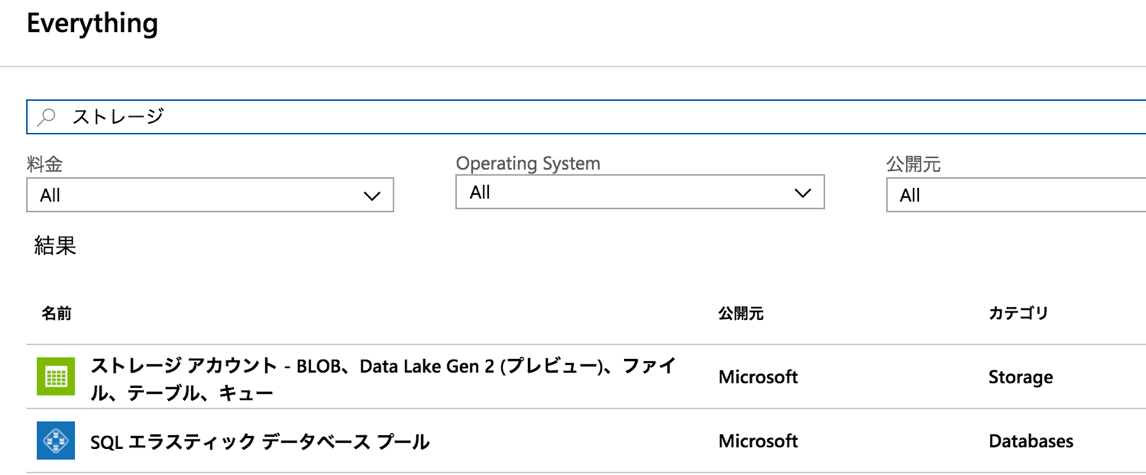 Everything
ストレージ
料金
Operating System
公開元
All
All
All
結果
名前
公開元
カテゴリ
ストレージ アカウント - BLOB、Data Lake Gen 2 (プレビュー)、ファイ
ル、テーブル、キュー
Microsoft
Storage
SQL エラスティック データベース プール
Microsoft
Databases